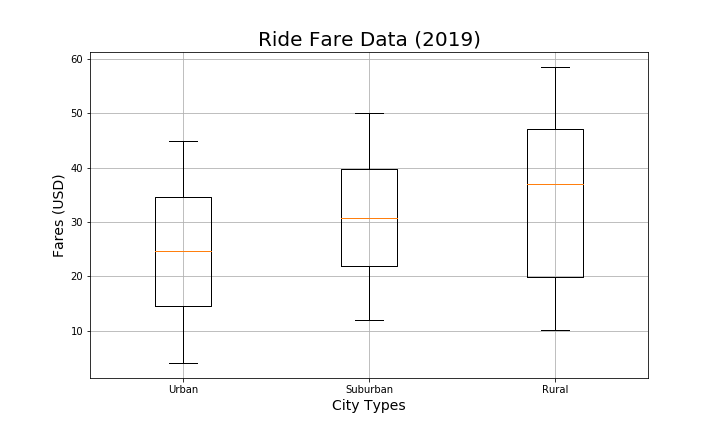 Ride Fare Data (2019)
60
50
40
30
20
10
Fares (USD)
Urban
Suburban
Rural
City Types